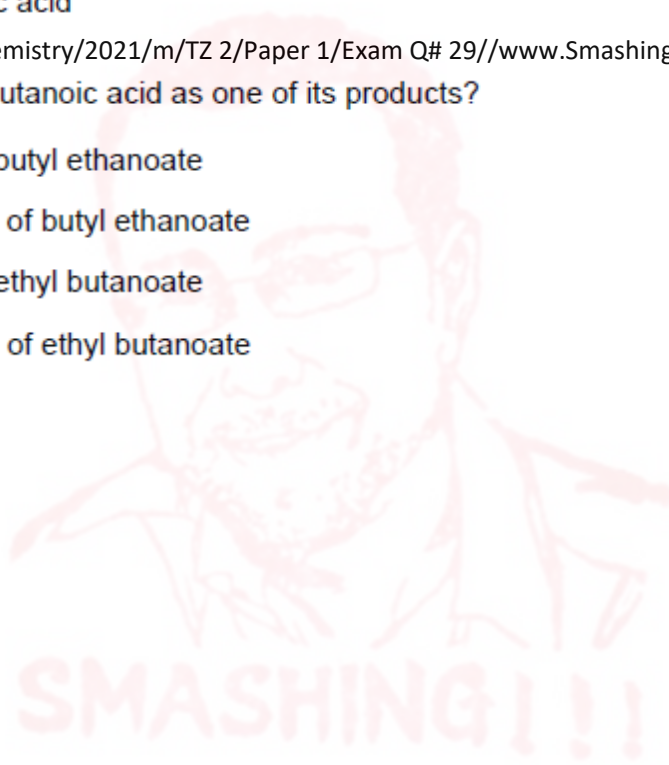 c acid
emistry/2021/m/TZ 2/Paper 1/Exam Q# 29//www.Smashing
utanoic acid as one of its products?
butyl ethanoate
of butyl ethanoate
ethyl butanoate
of ethyl butanoate
SMASHING!!!